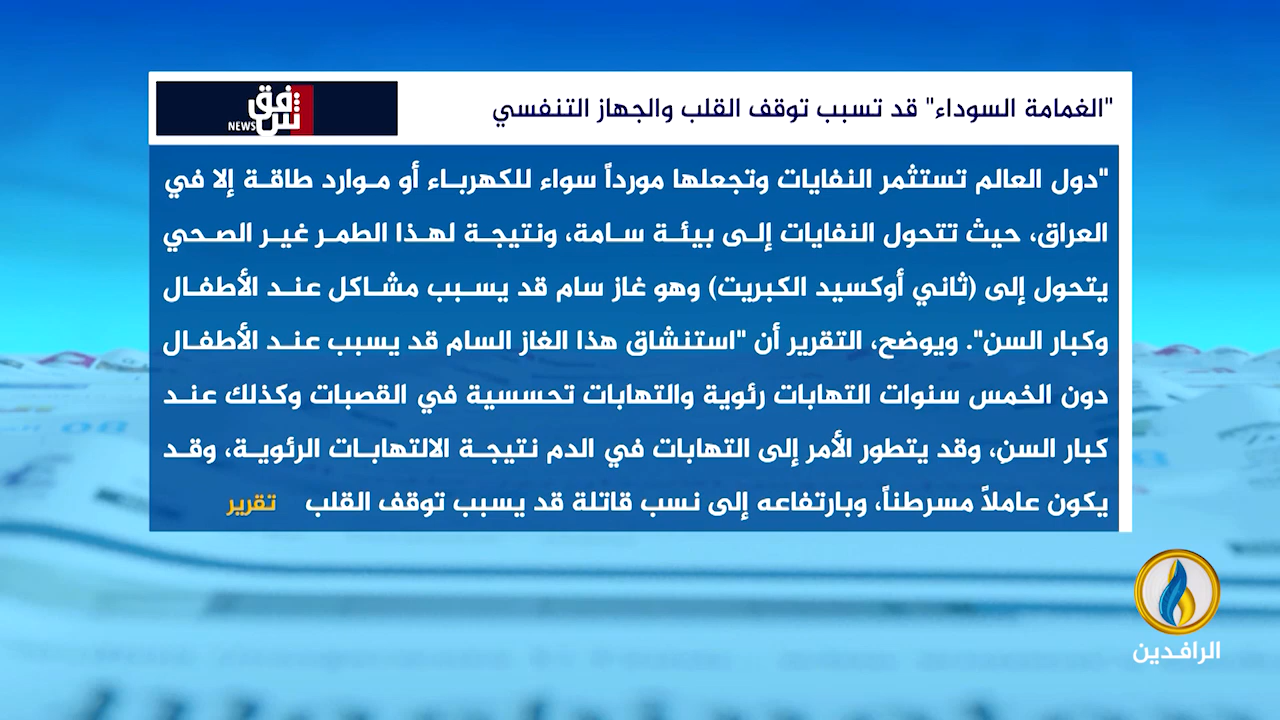 "الغمامة السوداء" قد تسبب توقف القلب والجهاز التنفسي
شفق
NEWS
"دول العالم تستثمر النفايات وتجعلها مورداً سواء للكهرباء أو موارد طاقة إلا في
العراق، حيث تتحول النفايات إلى بيئة سامة، ونتيجة لهذا الطمر غير الصحي
يتحول إلى (ثاني أوكسيد الكبريت) وهو غاز سام قد يسبب مشاكل عند الأطفال
وكبار السنِ". ويوضح، التقرير أن "استنشاق هذا الغاز السام قد يسبب عند الأطفال
دون الخمس سنوات التهابات رئوية والتهابات تحسسية في القصبات وكذلك عند
كبار السنِ، وقد يتطور الأمر إلى التهابات في الدم نتيجة الالتهابات الرئوية، وقد
يكون عاملاً مسرطناً، وبارتفاعه إلى نسب قاتلة قد يسبب توقف القلب تقرير
الرافدين